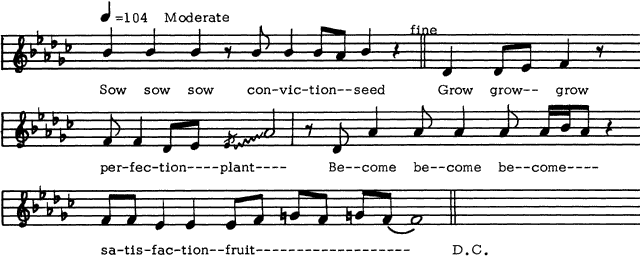 ♩=104 Moderate
fine
Sow sow sow con-vic-tion--seed Grow grow-- grow
per-fec-tion----plant---- Be--come be--come be--come----
sa-tis-fac-tion--fruit------------------- D.C.